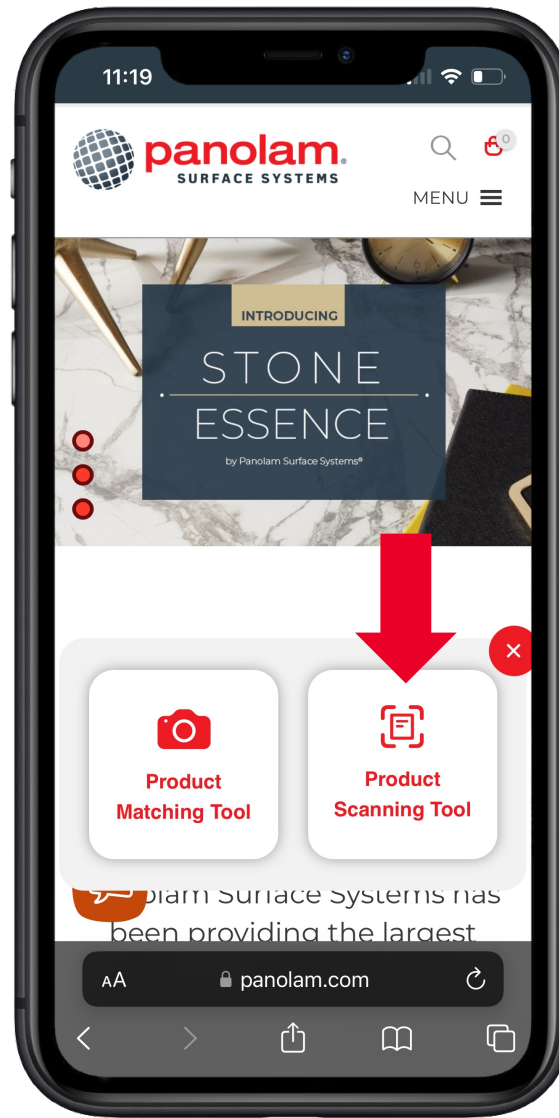 11:19
panolam®
SURFACE SYSTEMS
0
MENU
INTRODUCING
STONE
ESSENCE
by Panolam Surface Systems®
×
Product
Matching Tool
Product
Scanning Tool
olam Surface Systems has
been providing the largest
AA
panolam.com